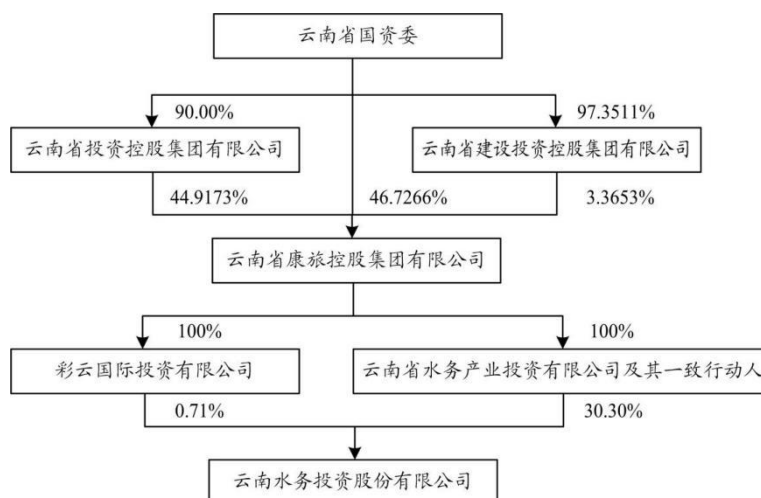 云南省国资委
90.00%
97.3511%
云南省投资控股集团有限公司
云南省建设投资控股集团有限公司
44.9173%
46.7266%
3.3653%
云南省康旅控股集团有限公司
100%
100%
彩云国际投资有限公司
云南省水务产业投资有限公司及其一致行动人
0.71%
30.30%
云南水务投资股份有限公司